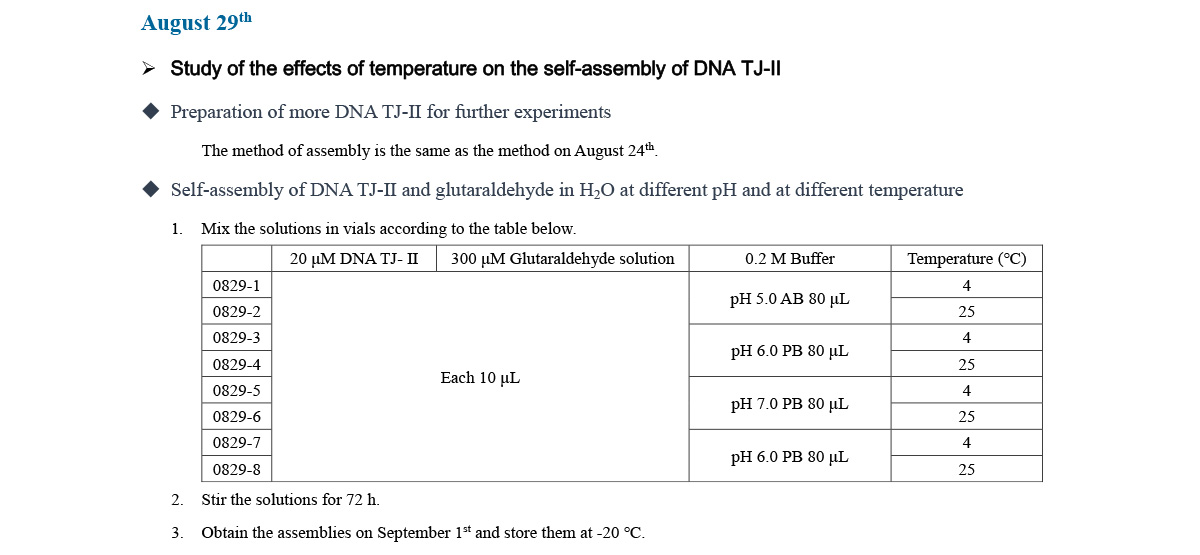 August 29th
➢ Study of the effects of temperature on the self-assembly of DNA TJ-II
◆ Preparation of more DNA TJ-II for further experiments
The method of assembly is the same as the method on August 24th.
◆ Self-assembly of DNA TJ-II and glutaraldehyde in H₂O at different pH and at different temperature
1. Mix the solutions in vials according to the table below.
20 μM DNA TJ- II 300 μM Glutaraldehyde solution 0.2 M Buffer Temperature (℃)
0829-1 Each 10 μL pH 5.0 AB 80 μL 4
0829-2 25
0829-3 pH 6.0 PB 80 μL 4
0829-4 25
0829-5 pH 7.0 PB 80 μL 4
0829-6 25
0829-7 pH 6.0 PB 80 μL 4
0829-8 25
2. Stir the solutions for 72 h.
3. Obtain the assemblies on September 1st and store them at -20 ℃.